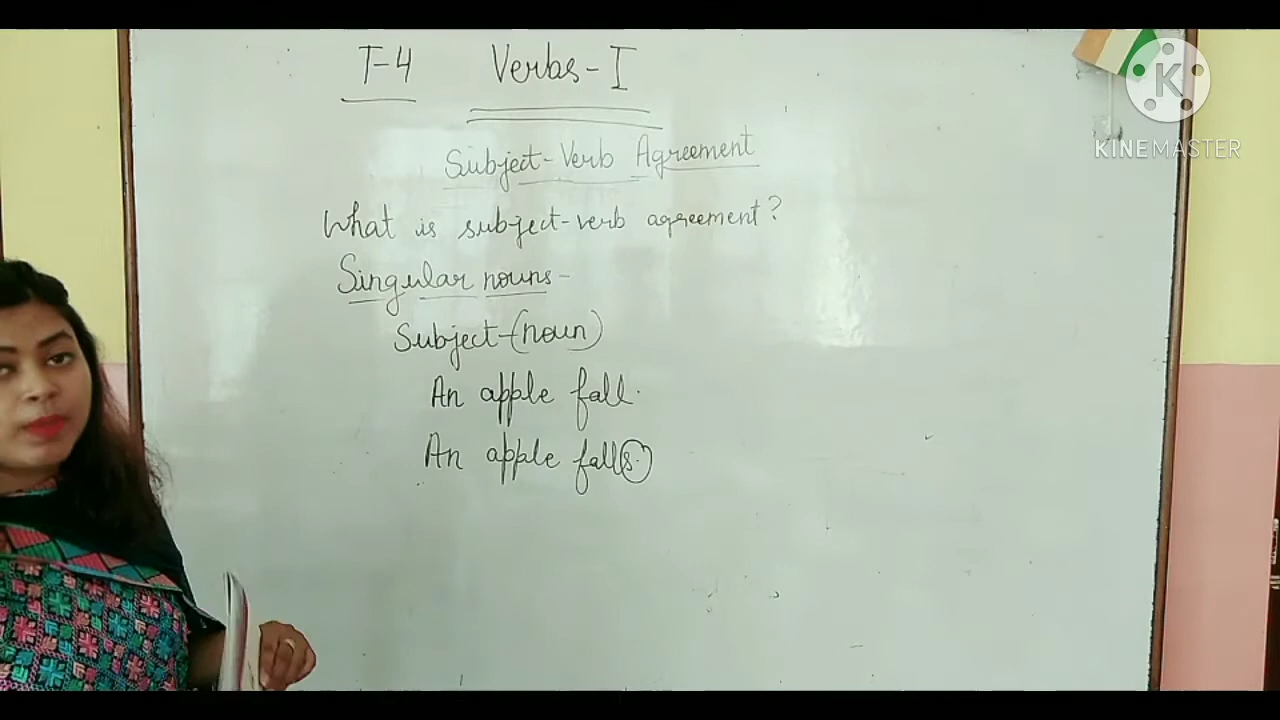 T-4 Verbs-I
Subject-Verb Agreement
What is subject-verb agreement?
Singular nouns-
Subject-(noun)
An apple fall.
An apple falls.
K
KINEMASTER